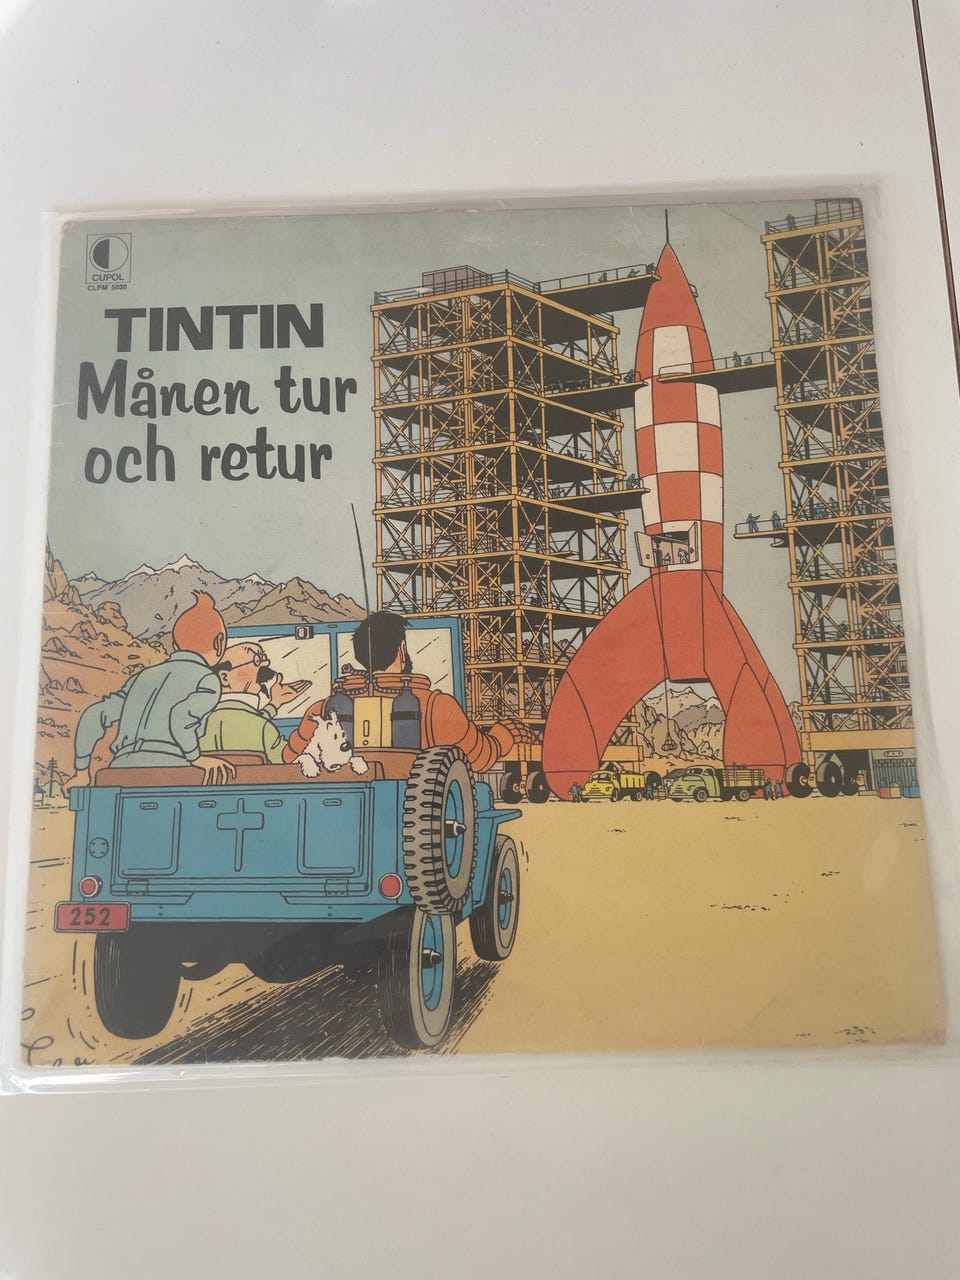 CUPOL
CLPM 5030
TINTIN
Månen tur
och retur
252